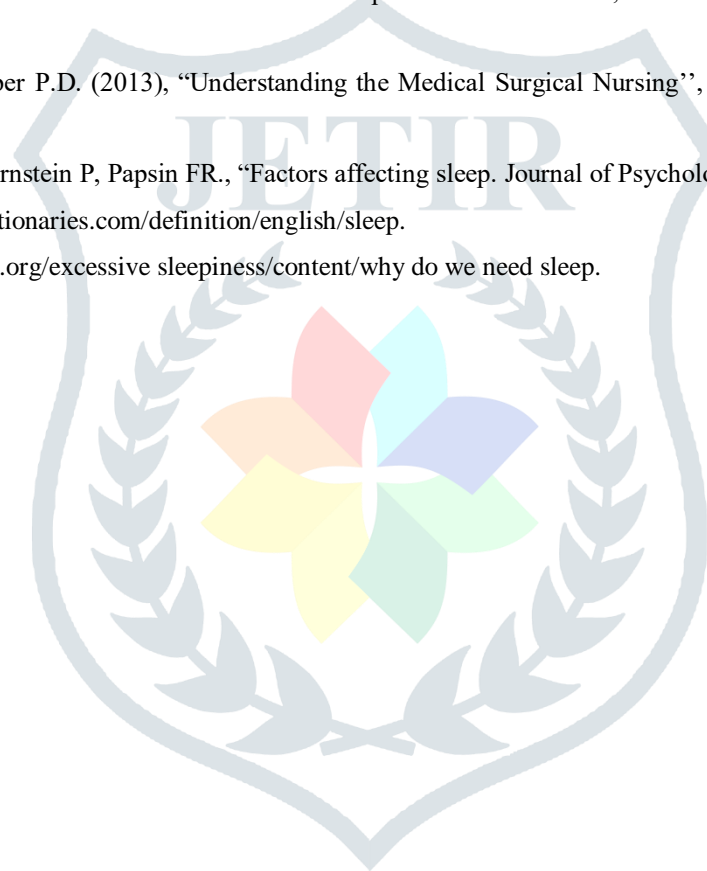 per P.D. (2013), “Understanding the Medical Surgical Nursing’’,
JETIR
rnstein P, Papsin FR., “Factors affecting sleep. Journal of Psycholo
tionaries.com/definition/english/sleep.
.org/excessive sleepiness/content/why do we need sleep.